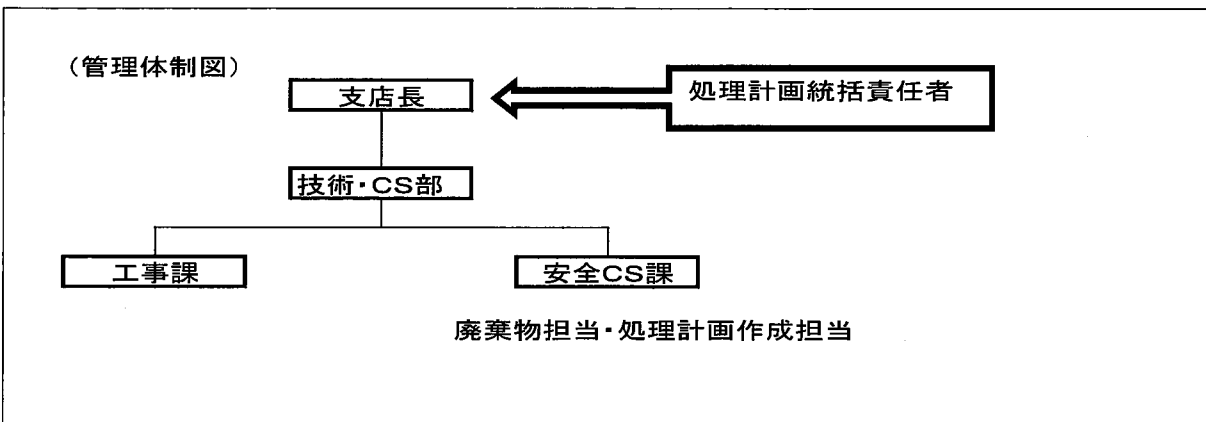 （管理体制図）
支店長
処理計画統括責任者
技術・CS部
工事課
安全CS課
廃棄物担当・処理計画作成担当